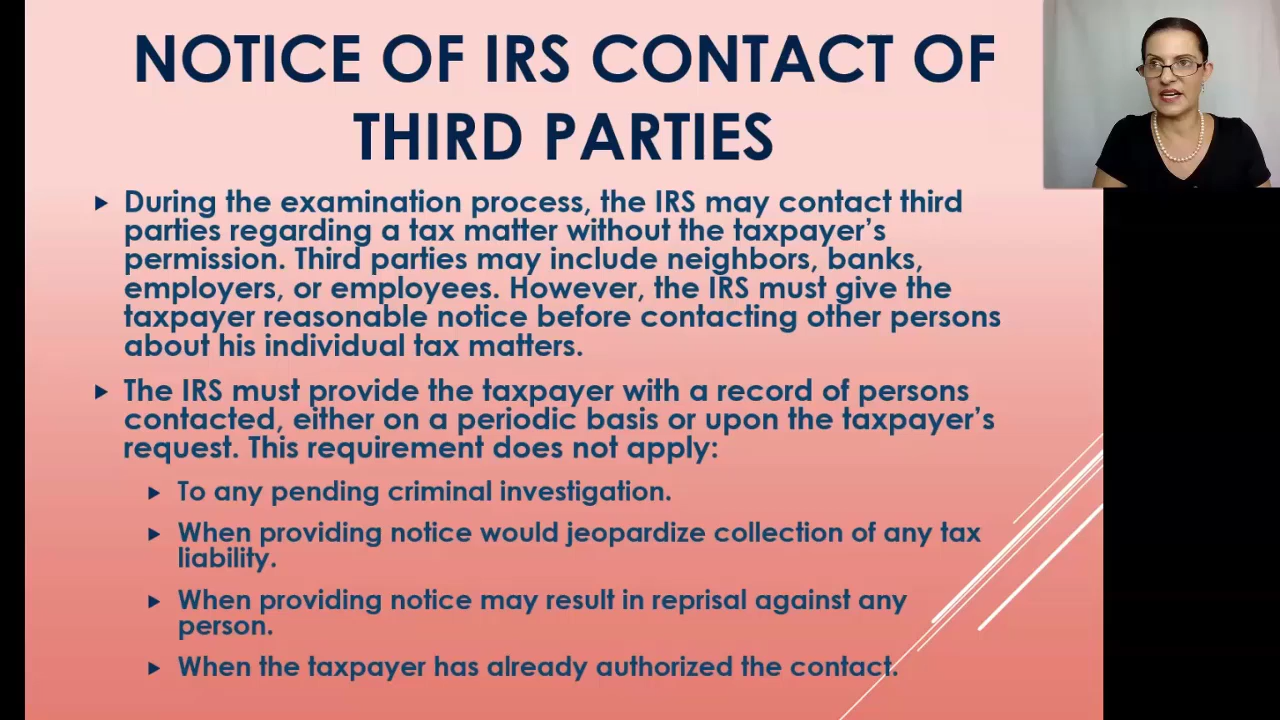 NOTICE OF IRS CONTACT OF
THIRD PARTIES
During the examination process, the IRS may contact third
parties regarding a tax matter without the taxpayer's
permission. Third parties may include neighbors, banks,
employers, or employees. However, the IRS must give the
taxpayer reasonable notice before contacting other persons
about his individual tax matters.
The IRS must provide the taxpayer with a record of persons
contacted, either on a periodic basis or upon the taxpayer's
request. This requirement does not apply:
To any pending criminal investigation.
When providing notice would jeopardize collection of any tax
liability.
When providing notice may result in reprisal against any
person.
When the taxpayer has already authorized the contact.